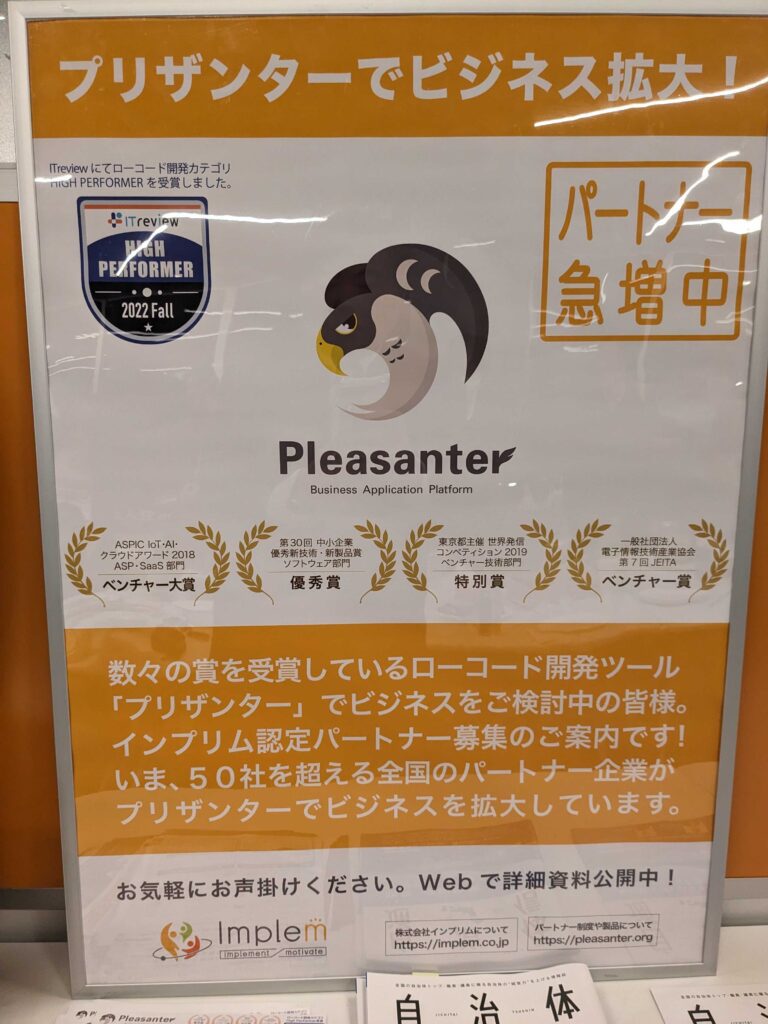 プリザンターでビジネス拡大！
ITreview にてローコード開発カテゴリ
HIGH PERFORMER を受賞しました。
ITreview
HIGH
PERFORMER
2022 Fall
パートナー
急増中
Pleasanter
Business Application Platform
ASPIC IoT・AI・
クラウドアワード 2018
ASP・SaaS 部門
ベンチャー大賞
第30回 中小企業
優秀新技術・新製品賞
ソフトウェア部門
優秀賞
東京都主催 世界発信
コンペティション 2019
ベンチャー技術部門
特別賞
一般社団法人
電子情報技術産業協会
第７回 JEITA
ベンチャー賞
数々の賞を受賞しているローコード開発ツール
「プリザンター」でビジネスをご検討中の皆様。
インプリム認定パートナー募集のご案内です！
いま、５０社を超える全国のパートナー企業が
プリザンターでビジネスを拡大しています。
お気軽にお声掛けください。Web で詳細資料公開中！
Implem
implement / motivate
株式会社インプリムについて
https://implem.co.jp
パートナー制度や製品について
https://pleasanter.org
自治体
JICHITAI
Pleasanter
自